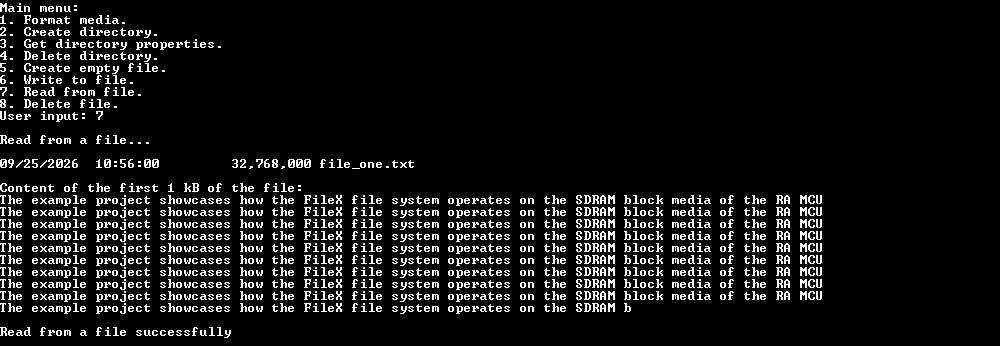 Main menu:
1. Format media.
2. Create directory.
3. Get directory properties.
4. Delete directory.
5. Create empty file.
6. Write to file.
7. Read from file.
8. Delete file.
User input: 7
Read from a file...
09/25/2026  10:56:00         32,768,000 file_one.txt
Content of the first 1 kB of the file:
The example project showcases how the FileX file system operates on the SDRAM block media of the RA MCU
The example project showcases how the FileX file system operates on the SDRAM block media of the RA MCU
The example project showcases how the FileX file system operates on the SDRAM block media of the RA MCU
The example project showcases how the FileX file system operates on the SDRAM block media of the RA MCU
The example project showcases how the FileX file system operates on the SDRAM block media of the RA MCU
The example project showcases how the FileX file system operates on the SDRAM block media of the RA MCU
The example project showcases how the FileX file system operates on the SDRAM block media of the RA MCU
The example project showcases how the FileX file system operates on the SDRAM block media of the RA MCU
The example project showcases how the FileX file system operates on the SDRAM block media of the RA MCU
The example project showcases how the FileX file system operates on the SDRAM b
Read from a file successfully